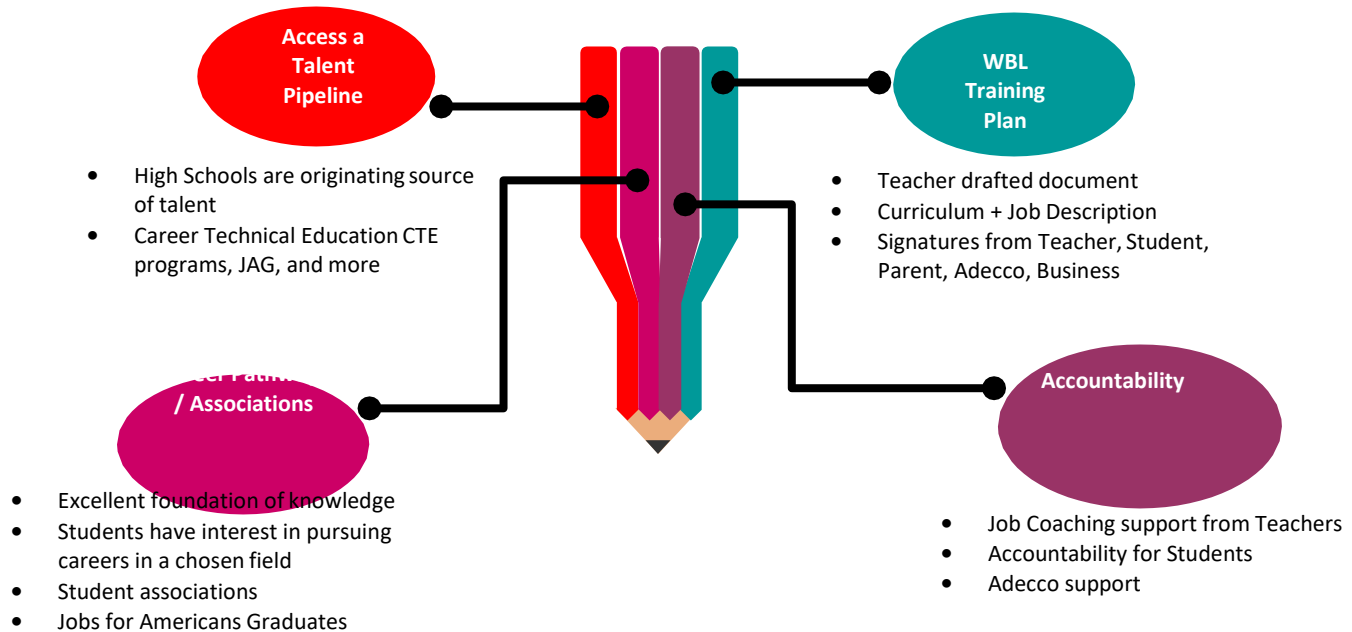 Access a
Talent
Pipeline
High Schools are originating source
of talent
Career Technical Education CTE
programs, JAG, and more
WBL
Training
Plan
Teacher drafted document
Curriculum + Job Description
Signatures from Teacher, Student,
Parent, Adecco, Business
/ Associations
Excellent foundation of knowledge
Students have interest in pursuing
careers in a chosen field
Student associations
Jobs for Americans Graduates
Accountability
Job Coaching support from Teachers
Accountability for Students
Adecco support